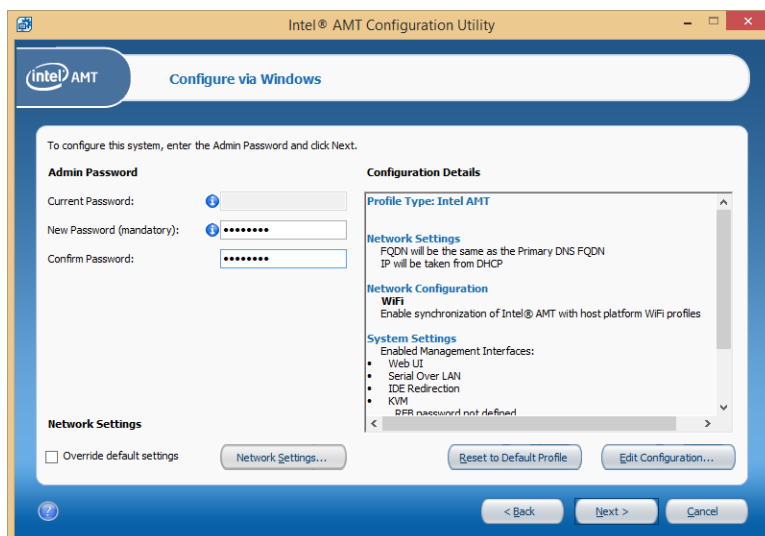 Intel® AMT Configuration Utility
intel AMT
Configure via Windows
To configure this system, enter the Admin Password and click Next.
Admin Password
Current Password:
New Password (mandatory):
Confirm Password:
Configuration Details
Profile Type: Intel AMT
Network Settings
FQDN will be the same as the Primary DNS FQDN
IP will be taken from DHCP
Network Configuration
WiFi
Enable synchronization of Intel® AMT with host platform WiFi profiles
System Settings
Enabled Management Interfaces:
• Web UI
• Serial Over LAN
• IDE Redirection
• KVM
RFB password not defined
Network Settings
Override default settings
Network Settings...
Reset to Default Profile
Edit Configuration...
< Back
Next >
Cancel